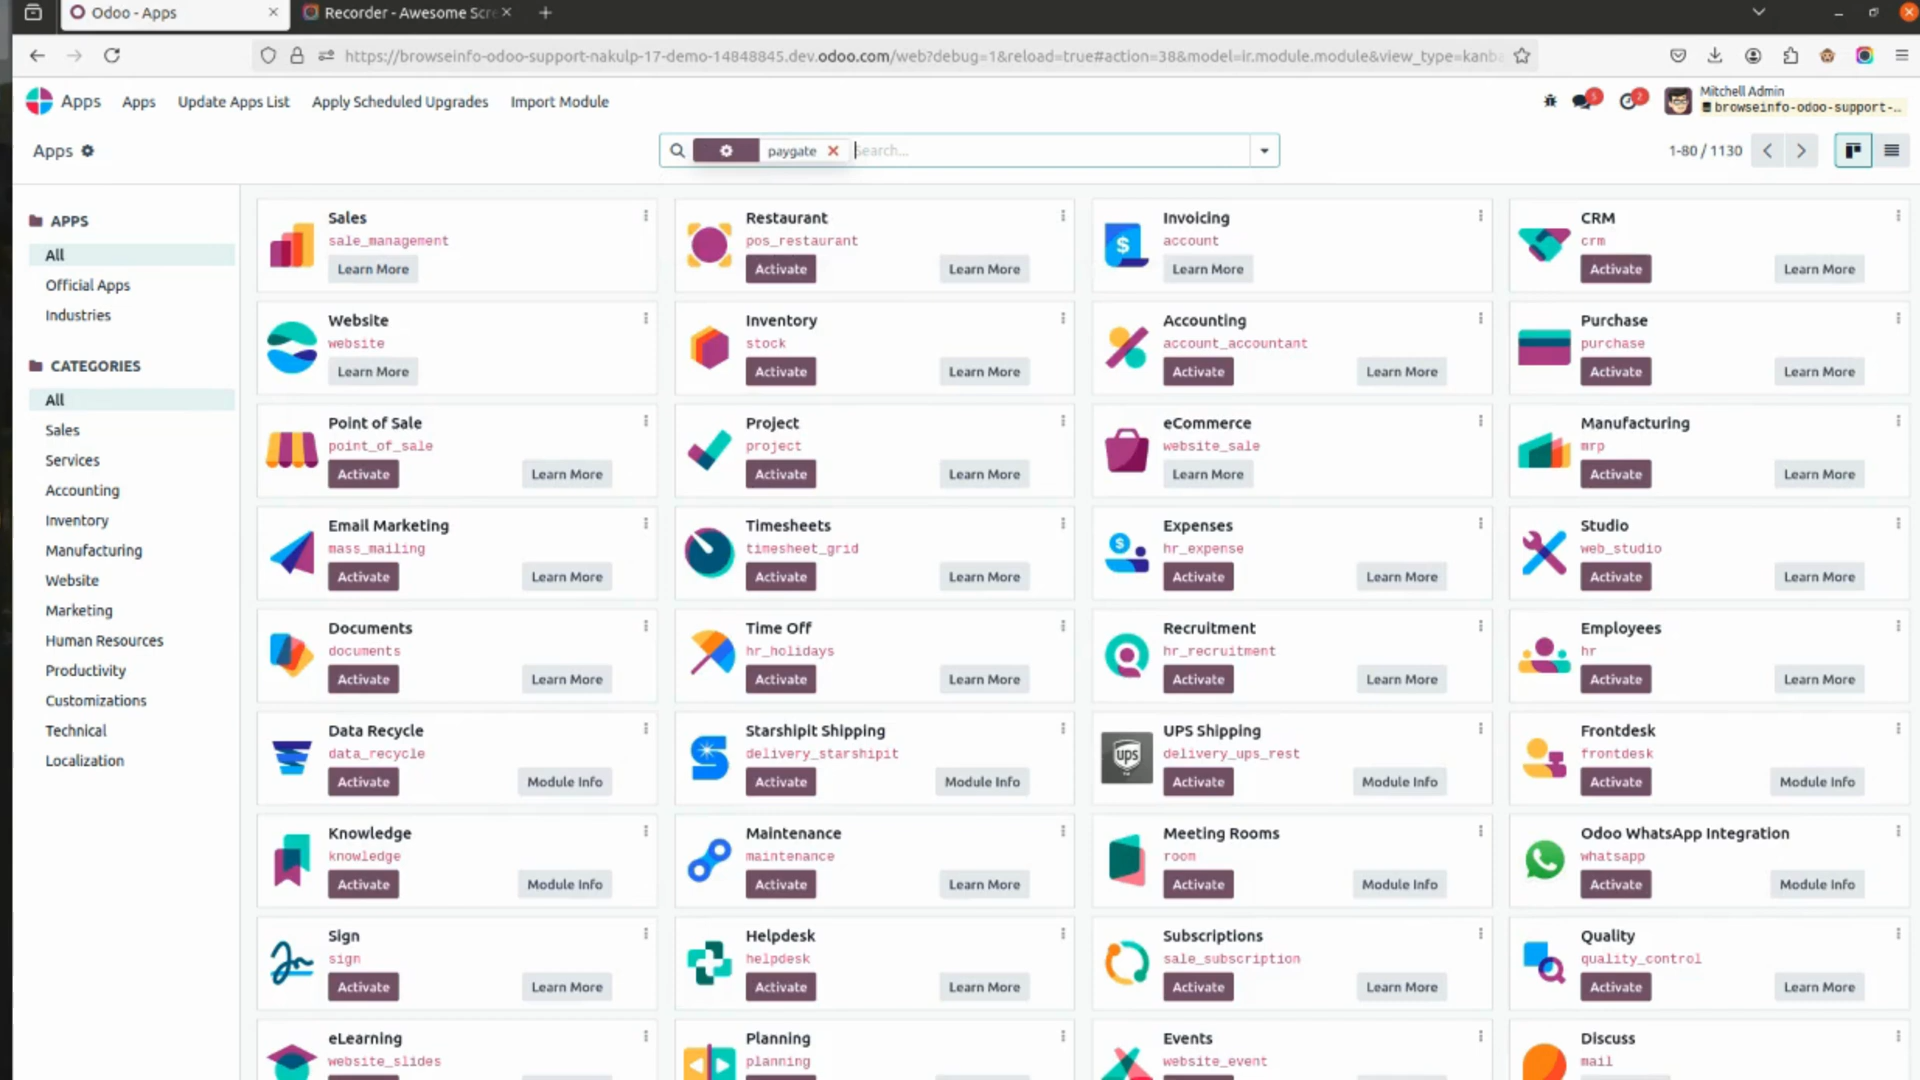 Odoo - Apps
Recorder - Awesome Scre
https://browseinfo-odoo-support-nakulp-17-demo-14848845.dev.odoo.com/web?debug=1&reload=true#action=38&model=ir.module.module&view_type=kanba
Apps
Apps
Update Apps List
Apply Scheduled Upgrades
Import Module
5
2
Mitchell Admin
browseinfo-odoo-support-...
Apps
paygate
Search...
1-80 / 1130
APPS
All
Official Apps
Industries
CATEGORIES
All
Sales
Services
Accounting
Inventory
Manufacturing
Website
Marketing
Human Resources
Productivity
Customizations
Technical
Localization
Sales
sale_management
Learn More
Restaurant
pos_restaurant
Activate Learn More
Invoicing
account
Learn More
CRM
crm
Activate Learn More
Website
website
Learn More
Inventory
stock
Activate Learn More
Accounting
account_accountant
Activate Learn More
Purchase
purchase
Activate Learn More
Point of Sale
point_of_sale
Activate Learn More
Project
project
Activate Learn More
eCommerce
website_sale
Learn More
Manufacturing
mrp
Activate Learn More
Email Marketing
mass_mailing
Activate Learn More
Timesheets
timesheet_grid
Activate Learn More
Expenses
hr_expense
Activate Learn More
Studio
web_studio
Activate Learn More
Documents
documents
Activate Learn More
Time Off
hr_holidays
Activate Learn More
Recruitment
hr_recruitment
Activate Learn More
Employees
hr
Activate Learn More
Data Recycle
data_recycle
Activate Module Info
Starshipit Shipping
delivery_starshipit
Activate Module Info
ups
UPS Shipping
delivery_ups_rest
Activate Module Info
Frontdesk
frontdesk
Activate Module Info
Knowledge
knowledge
Activate Module Info
Maintenance
maintenance
Activate Learn More
Meeting Rooms
room
Activate Module Info
Odoo WhatsApp Integration
whatsapp
Activate Module Info
Sign
sign
Activate Learn More
Helpdesk
helpdesk
Activate Learn More
Subscriptions
sale_subscription
Activate Learn More
Quality
quality_control
Activate Learn More
eLearning
website_slides
Planning
planning
Events
website_event
Discuss
mail